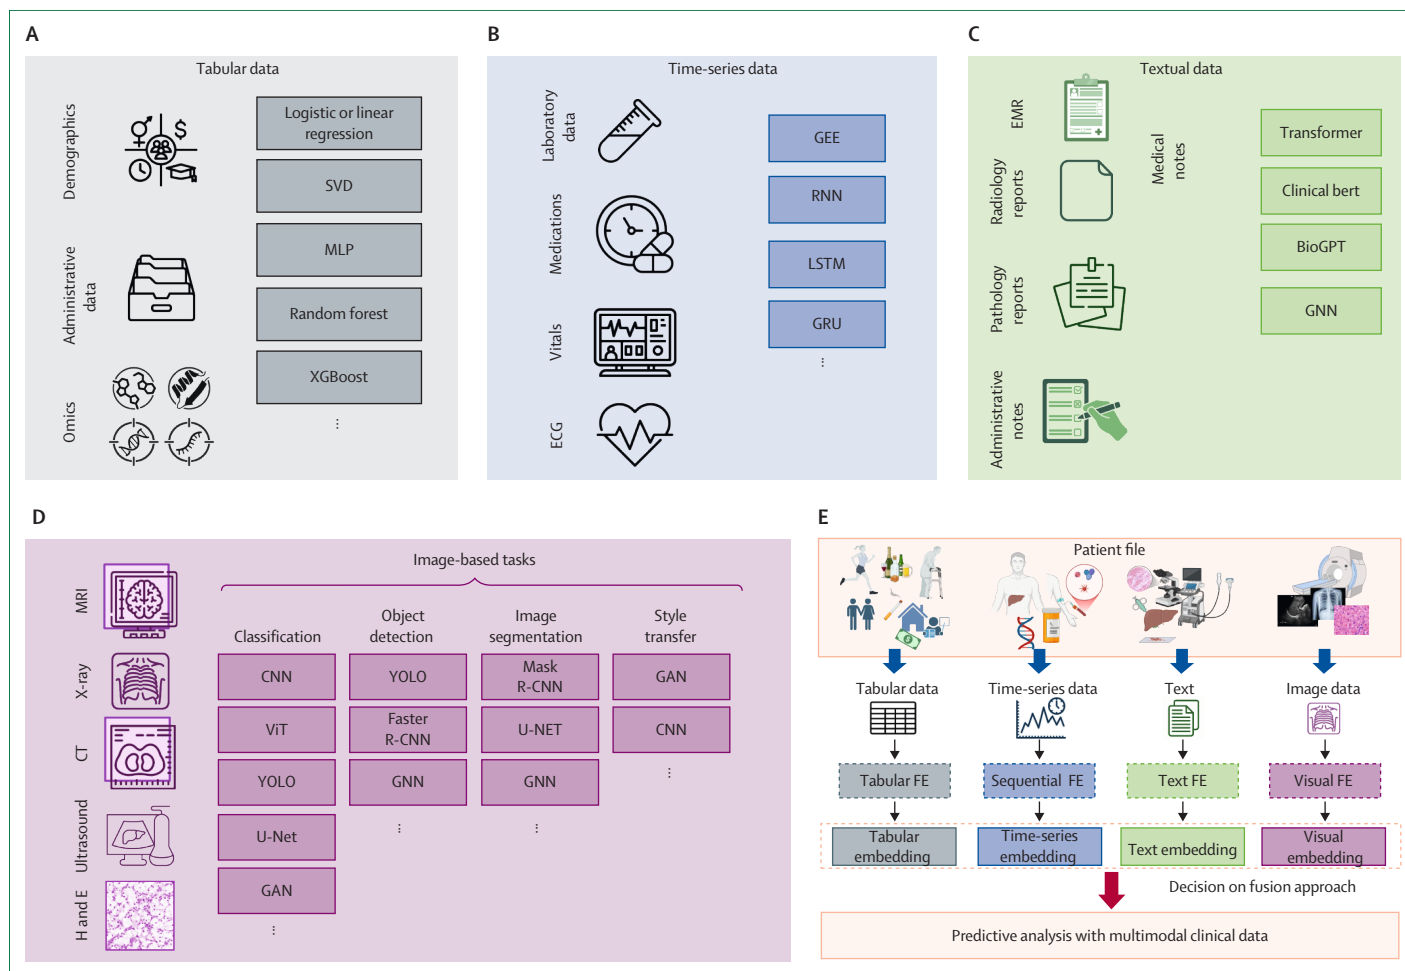 A
Tabular data
Demographics
Administrative
data
Omics
Logistic or linear
regression
SVD
MLP
Random forest
XGBoost
...
B
Time-series data
Laboratory
data
Medications
Vitals
ECG
GEE
RNN
LSTM
GRU
...
C
Textual data
EMR
Radiology
reports
Pathology
reports
Administrative
notes
Medical
notes
Transformer
Clinical bert
BioGPT
GNN
D
MRI
X-ray
CT
Ultrasound
H and E
Image-based tasks
Classification
CNN
ViT
YOLO
U-Net
GAN
...
Object
detection
YOLO
Faster
R-CNN
GNN
...
Image
segmentation
Mask
R-CNN
U-NET
GNN
...
Style
transfer
GAN
CNN
...
E
Patient file
$
Tabular data
Time-series data
Text
Image data
Tabular FE
Sequential FE
Text FE
Visual FE
Tabular
embedding
Time-series
embedding
Text embedding
Visual
embedding
Decision on fusion approach
Predictive analysis with multimodal clinical data